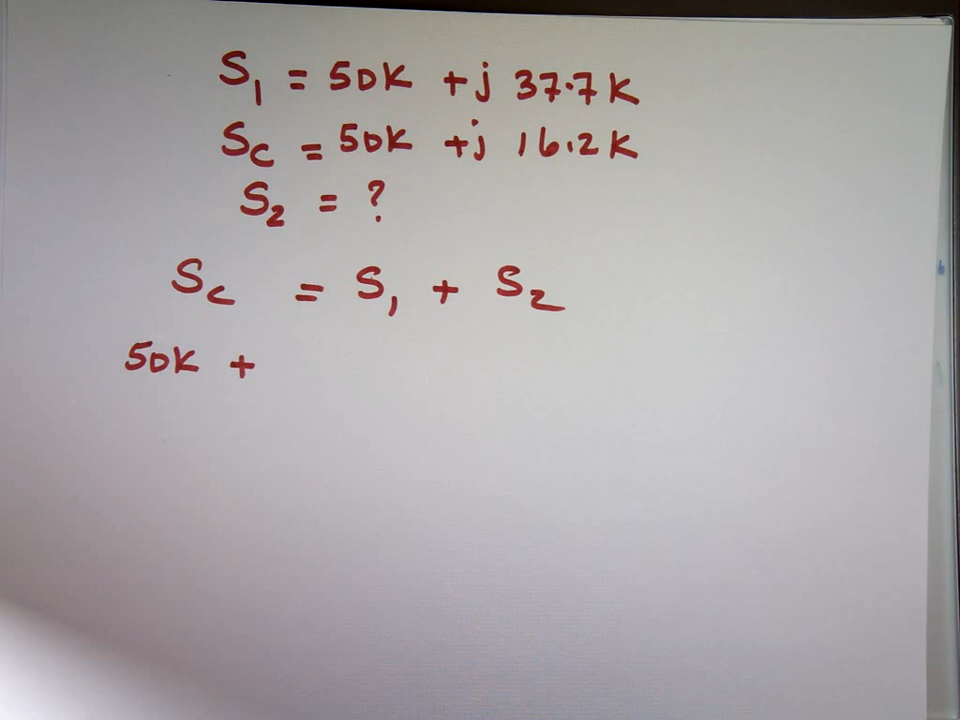 S₁ = 50K + j 37.7K
Sc = 50K + j 16.2K
S₂ = ?
Sc = S₁ + S₂
50K +